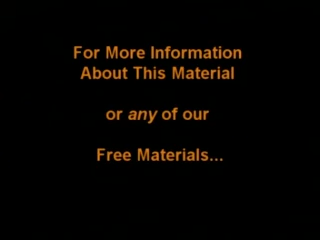 For More Information
About This Material
or any of our
Free Materials...